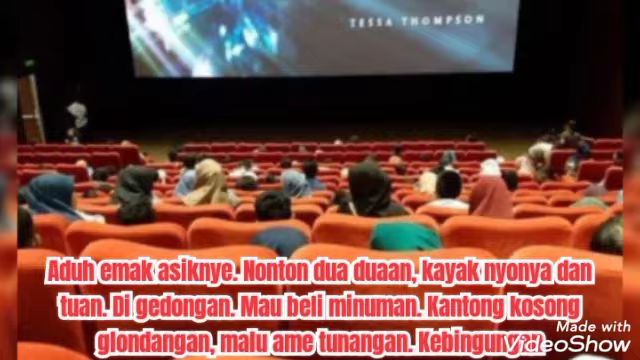 TESSA THOMPSON
Aduh emak asiknye. Nonton dua duaan, kayak nyonya dan
tuan. Di gedongan. Mau beli minuman. Kantong kosong
glondangan, malu ame tunangan.
Made with
VideoShow